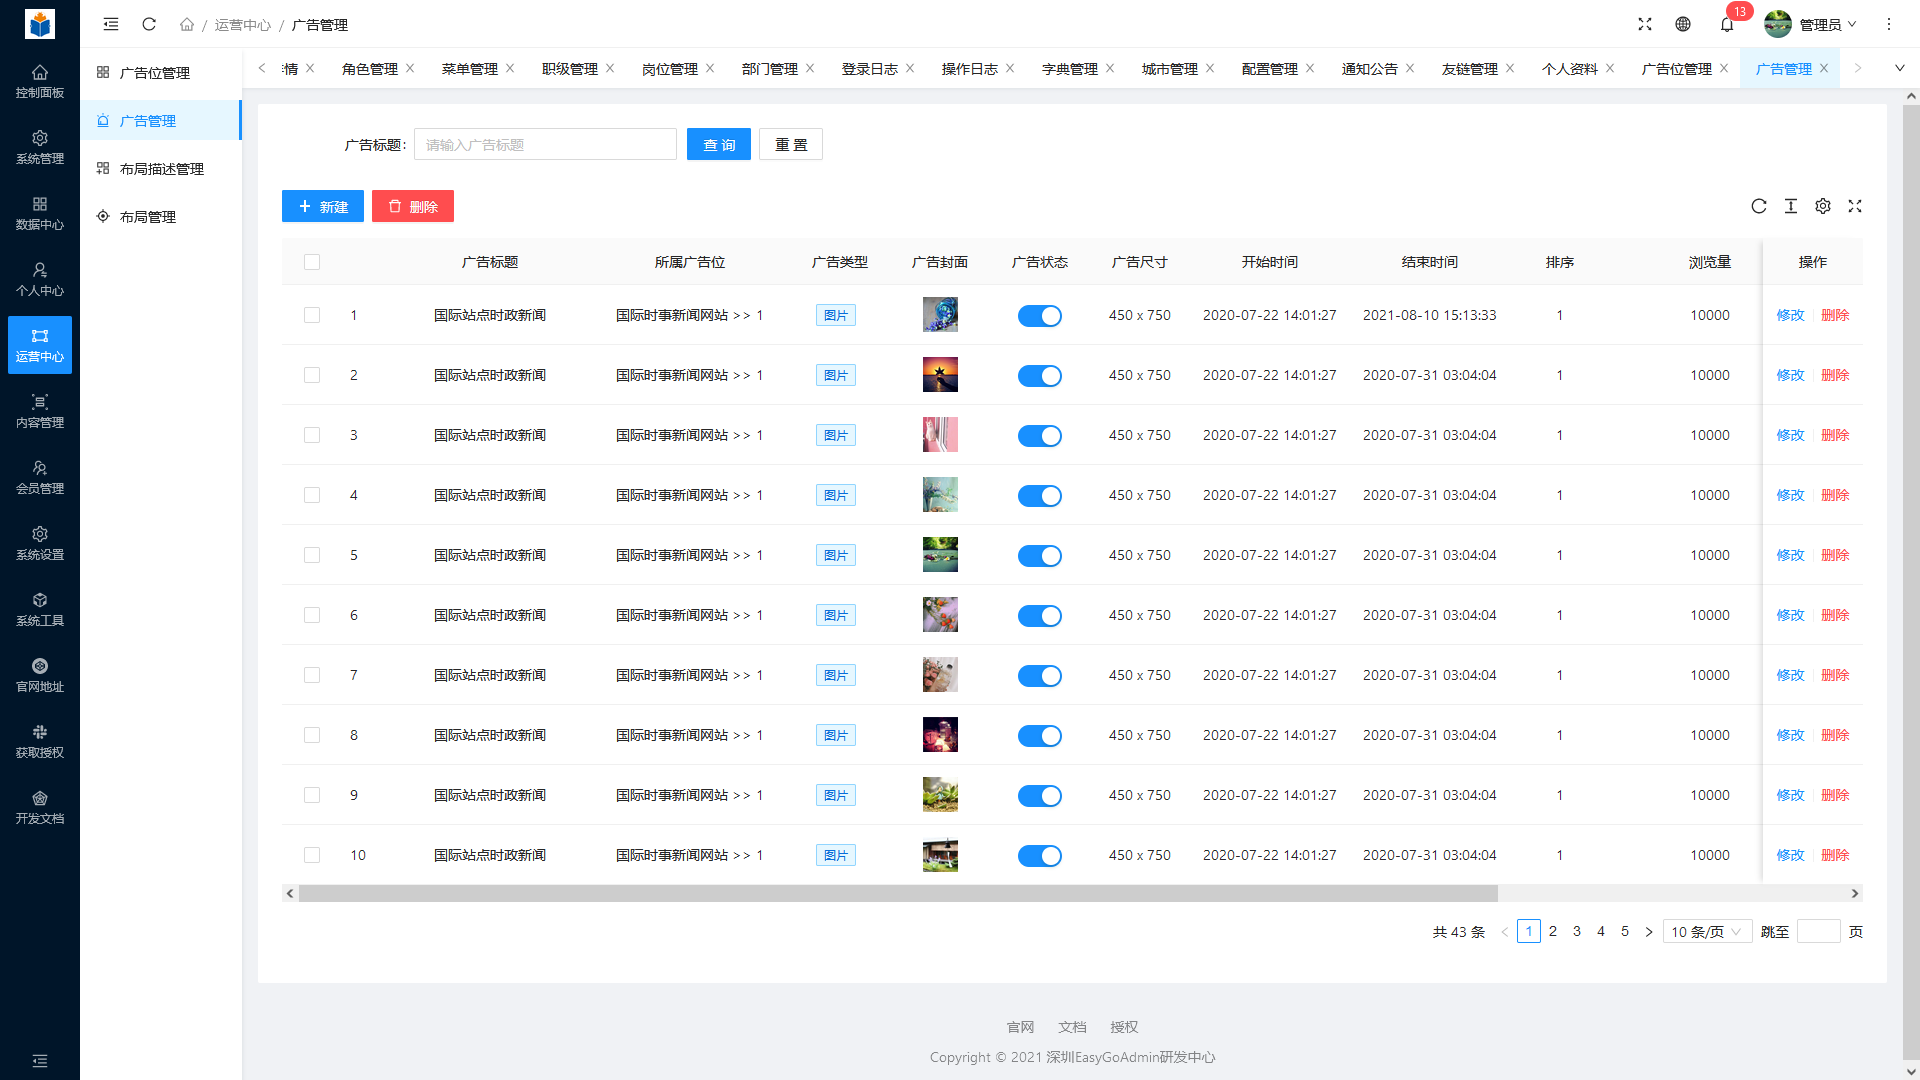 / 运营中心 / 广告管理
13
管理员
控制面板
系统管理
数据中心
个人中心
运营中心
内容管理
会员管理
系统设置
系统工具
官网地址
获取授权
开发文档
广告位管理
广告管理
布局描述管理
布局管理
情 角色管理 菜单管理 职级管理 岗位管理 部门管理 登录日志 操作日志 字典管理 城市管理 配置管理 通知公告 友链管理 个人资料 广告位管理 广告管理
广告标题: 请输入广告标题 查 询 重 置
新建 删除
广告标题 所属广告位 广告类型 广告封面 广告状态 广告尺寸 开始时间 结束时间 排序 浏览量 操作
1 国际站点时政新闻 国际时事新闻网站 >> 1 图片 450 x 750 2020-07-22 14:01:27 2021-08-10 15:13:33 1 10000 修改 删除
2 国际站点时政新闻 国际时事新闻网站 >> 1 图片 450 x 750 2020-07-22 14:01:27 2020-07-31 03:04:04 1 10000 修改 删除
3 国际站点时政新闻 国际时事新闻网站 >> 1 图片 450 x 750 2020-07-22 14:01:27 2020-07-31 03:04:04 1 10000 修改 删除
4 国际站点时政新闻 国际时事新闻网站 >> 1 图片 450 x 750 2020-07-22 14:01:27 2020-07-31 03:04:04 1 10000 修改 删除
5 国际站点时政新闻 国际时事新闻网站 >> 1 图片 450 x 750 2020-07-22 14:01:27 2020-07-31 03:04:04 1 10000 修改 删除
6 国际站点时政新闻 国际时事新闻网站 >> 1 图片 450 x 750 2020-07-22 14:01:27 2020-07-31 03:04:04 1 10000 修改 删除
7 国际站点时政新闻 国际时事新闻网站 >> 1 图片 450 x 750 2020-07-22 14:01:27 2020-07-31 03:04:04 1 10000 修改 删除
8 国际站点时政新闻 国际时事新闻网站 >> 1 图片 450 x 750 2020-07-22 14:01:27 2020-07-31 03:04:04 1 10000 修改 删除
9 国际站点时政新闻 国际时事新闻网站 >> 1 图片 450 x 750 2020-07-22 14:01:27 2020-07-31 03:04:04 1 10000 修改 删除
10 国际站点时政新闻 国际时事新闻网站 >> 1 图片 450 x 750 2020-07-22 14:01:27 2020-07-31 03:04:04 1 10000 修改 删除
共 43 条 1 2 3 4 5 10 条/页 跳至 页
官网 文档 授权
Copyright © 2021 深圳EasyGoAdmin研发中心